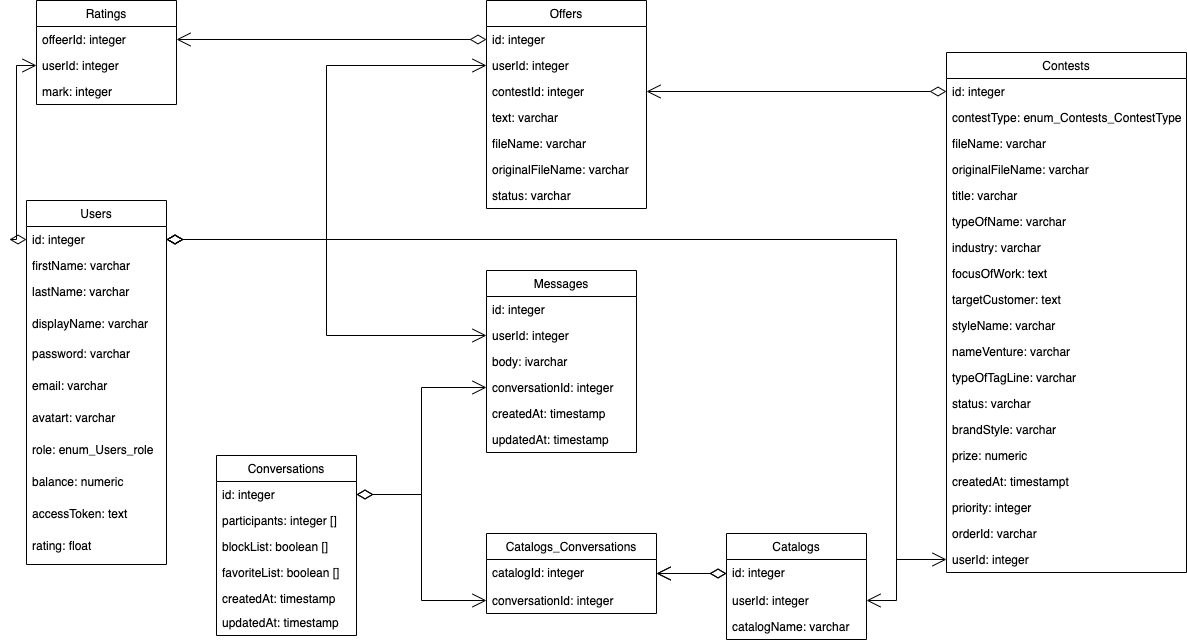 Ratings
offeerId: integer
userId: integer
mark: integer
Offers
id: integer
userId: integer
contestId: integer
text: varchar
fileName: varchar
originalFileName: varchar
status: varchar
Contests
id: integer
contestType: enum_Contests_ContestType
fileName: varchar
originalFileName: varchar
title: varchar
typeOfName: varchar
industry: varchar
focusOfWork: text
targetCustomer: text
styleName: varchar
nameVenture: varchar
typeOfTagLine: varchar
status: varchar
brandStyle: varchar
prize: numeric
createdAt: timestampt
priority: integer
orderId: varchar
userId: integer
Users
id: integer
firstName: varchar
lastName: varchar
displayName: varchar
password: varchar
email: varchar
avatart: varchar
role: enum_Users_role
balance: numeric
accessToken: text
rating: float
Messages
id: integer
userId: integer
body: ivarchar
conversationId: integer
createdAt: timestamp
updatedAt: timestamp
Conversations
id: integer
participants: integer []
blockList: boolean []
favoriteList: boolean []
createdAt: timestamp
updatedAt: timestamp
Catalogs_Conversations
catalogId: integer
conversationId: integer
Catalogs
id: integer
userId: integer
catalogName: varchar